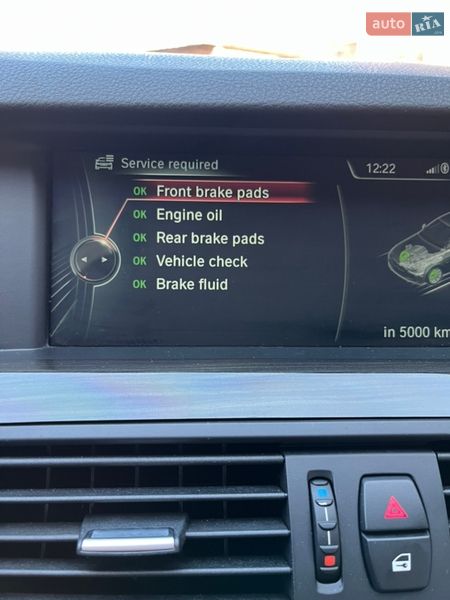 auto RIA
Service required
12:22
OK Front brake pads
OK Engine oil
OK Rear brake pads
OK Vehicle check
OK Brake fluid
in 5000 km